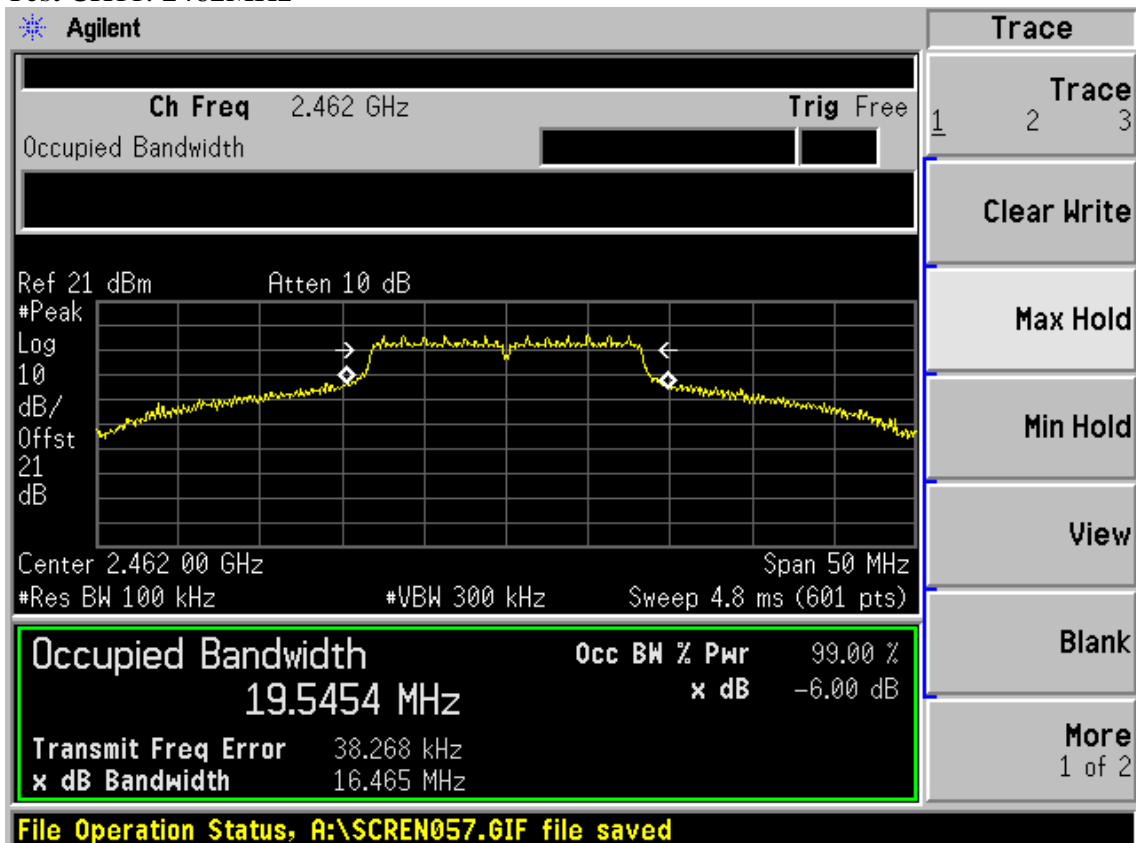 Agilent
Trace
Ch Freq 2.462 GHz Trig Free
Occupied Bandwidth
Trace
1 2 3
Clear Write
Max Hold
Min Hold
View
Blank
More
1 of 2
Ref 21 dBm Atten 10 dB
#Peak
Log
10
dB/
Offst
21
dB
Center 2.462 00 GHz Span 50 MHz
#Res BW 100 kHz #VBW 300 kHz Sweep 4.8 ms (601 pts)
Occupied Bandwidth
19.5454 MHz
Occ BW % Pwr 99.00 %
x dB -6.00 dB
Transmit Freq Error 38.268 kHz
x dB Bandwidth 16.465 MHz
File Operation Status, A:\SCREN057.GIF file saved